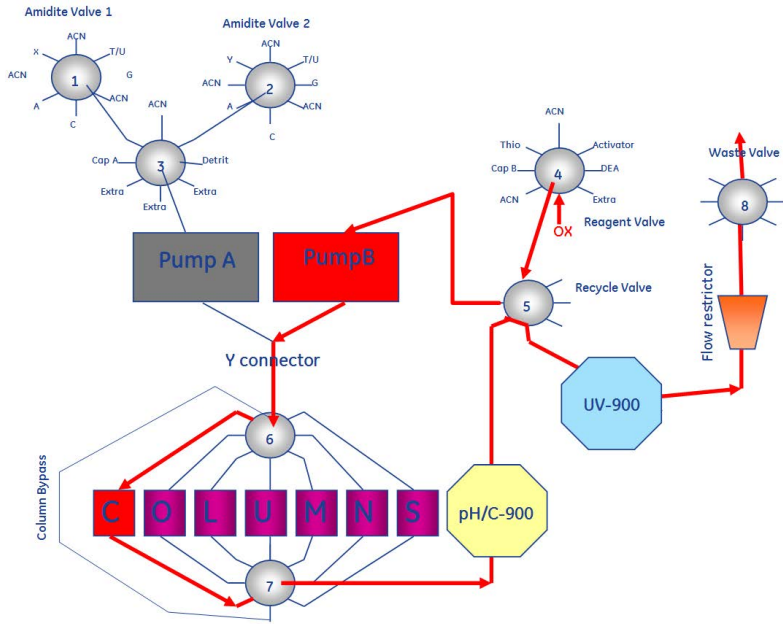 Amidite Valve 1
Amidite Valve 2
ACN
X
T/U
ACN
1
G
A
ACN
C
ACN
Y
T/U
ACN
2
G
A
ACN
C
ACN
Cap A
3
Detrit
Extra
Extra
Extra
ACN
Thio
Activator
Cap B
4
DEA
ACN
Extra
OX
Reagent Valve
Waste Valve
8
Pump A
PumpB
5
Recycle Valve
Flow restrictor
Y connector
UV-900
6
Column Bypass
C O L U M N S
pH/C-900
7